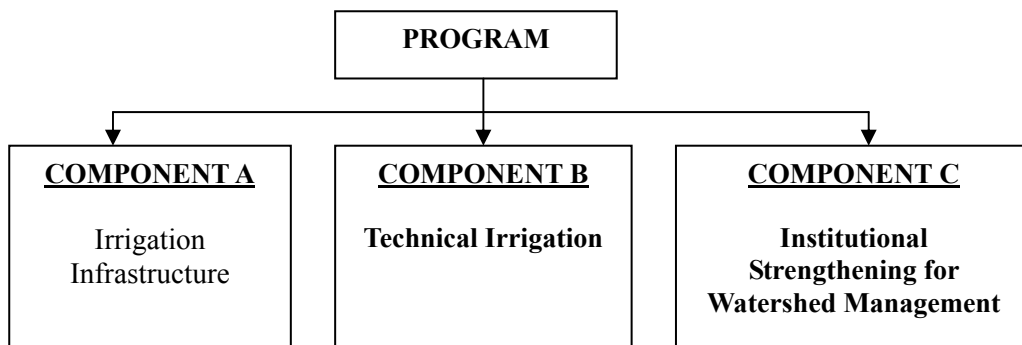 PROGRAM
COMPONENT A
Irrigation
Infrastructure
COMPONENT B
Technical Irrigation
COMPONENT C
Institutional
Strengthening for
Watershed Management